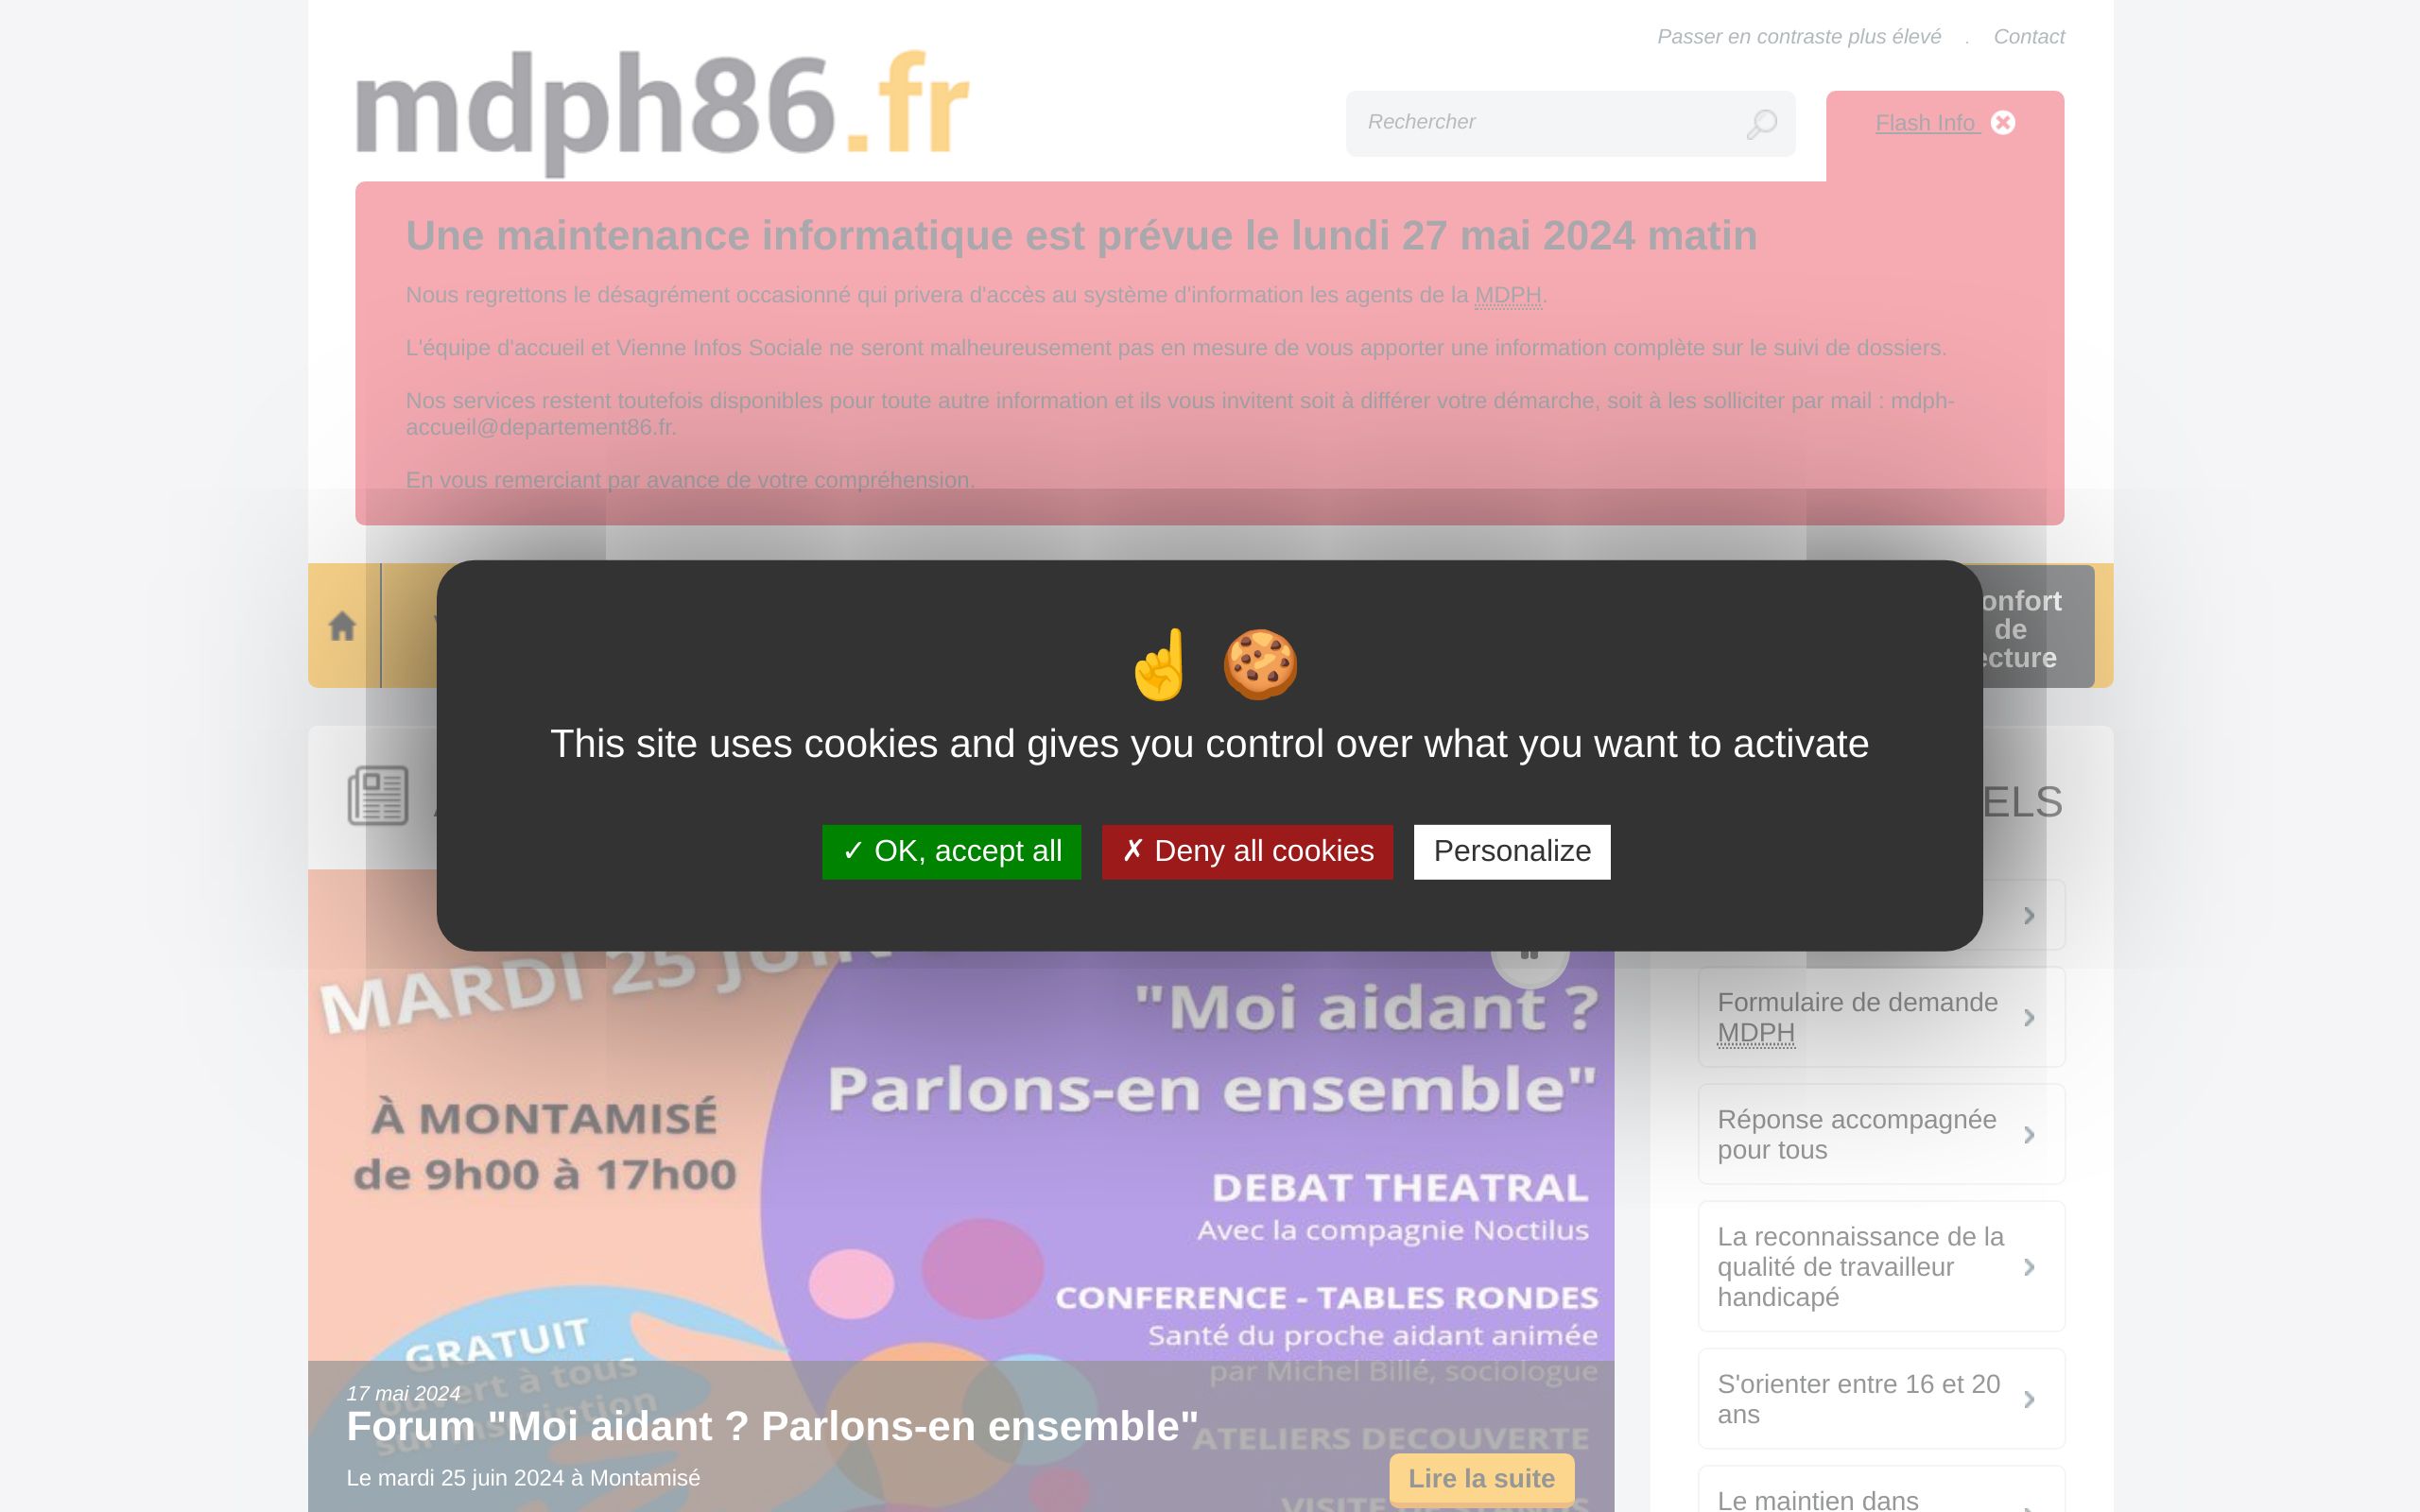 Passer en contraste plus élevé . Contact
mdph86.fr
Rechercher
Flash Info
Une maintenance informatique est prévue le lundi 27 mai 2024 matin
Nous regrettons le désagrément occasionné qui privera d'accès au système d'information les agents de la MDPH.
L'équipe d'accueil et Vienne Infos Sociale ne seront malheureusement pas en mesure de vous apporter une information complète sur le suivi de dossiers.
Nos services restent toutefois disponibles pour toute autre information et ils vous invitent soit à différer votre démarche, soit à les solliciter par mail : mdph-
accueil@departement86.fr.
En vous remerciant par avance de votre compréhension.
onfort
de
ecture
☝️ 🍪
This site uses cookies and gives you control over what you want to activate
✓ OK, accept all
✗ Deny all cookies
Personalize
ELS
MARDI 25 JUIN
À MONTAMISÉ
de 9h00 à 17h00
"Moi aidant ?
Parlons-en ensemble"
DEBAT THEATRAL
Avec la compagnie Noctilus
CONFERENCE - TABLES RONDES
Santé du proche aidant animée
par Michel Billé, sociologue
ATELIERS DECOUVERTE
GRATUIT
ouvert à tous
sur inscription
17 mai 2024
Forum "Moi aidant ? Parlons-en ensemble"
Le mardi 25 juin 2024 à Montamisé
Lire la suite
Formulaire de demande
MDPH
Réponse accompagnée
pour tous
La reconnaissance de la
qualité de travailleur
handicapé
S'orienter entre 16 et 20
ans
Le maintien dans